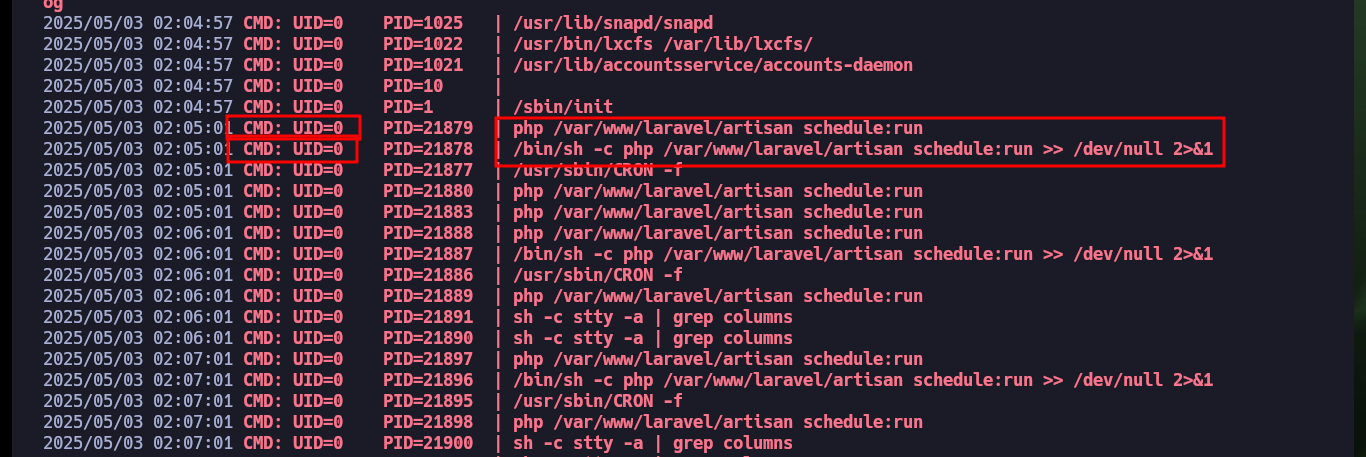 og
2025/05/03 02:04:57 CMD: UID=0 PID=1025 | /usr/lib/snapd/snapd
2025/05/03 02:04:57 CMD: UID=0 PID=1022 | /usr/bin/lxcfs /var/lib/lxcfs/
2025/05/03 02:04:57 CMD: UID=0 PID=1021 | /usr/lib/accountsservice/accounts-daemon
2025/05/03 02:04:57 CMD: UID=0 PID=10 |
2025/05/03 02:04:57 CMD: UID=0 PID=1 | /sbin/init
2025/05/03 02:05:01 CMD: UID=0 PID=21879 | php /var/www/laravel/artisan schedule:run
2025/05/03 02:05:01 CMD: UID=0 PID=21878 | /bin/sh -c php /var/www/laravel/artisan schedule:run >> /dev/null 2>&1
2025/05/03 02:05:01 CMD: UID=0 PID=21877 | /usr/sbin/CRON -f
2025/05/03 02:05:01 CMD: UID=0 PID=21880 | php /var/www/laravel/artisan schedule:run
2025/05/03 02:05:01 CMD: UID=0 PID=21883 | php /var/www/laravel/artisan schedule:run
2025/05/03 02:06:01 CMD: UID=0 PID=21888 | php /var/www/laravel/artisan schedule:run
2025/05/03 02:06:01 CMD: UID=0 PID=21887 | /bin/sh -c php /var/www/laravel/artisan schedule:run >> /dev/null 2>&1
2025/05/03 02:06:01 CMD: UID=0 PID=21886 | /usr/sbin/CRON -f
2025/05/03 02:06:01 CMD: UID=0 PID=21889 | php /var/www/laravel/artisan schedule:run
2025/05/03 02:06:01 CMD: UID=0 PID=21891 | sh -c stty -a | grep columns
2025/05/03 02:06:01 CMD: UID=0 PID=21890 | sh -c stty -a | grep columns
2025/05/03 02:07:01 CMD: UID=0 PID=21897 | php /var/www/laravel/artisan schedule:run
2025/05/03 02:07:01 CMD: UID=0 PID=21896 | /bin/sh -c php /var/www/laravel/artisan schedule:run >> /dev/null 2>&1
2025/05/03 02:07:01 CMD: UID=0 PID=21895 | /usr/sbin/CRON -f
2025/05/03 02:07:01 CMD: UID=0 PID=21898 | php /var/www/laravel/artisan schedule:run
2025/05/03 02:07:01 CMD: UID=0 PID=21900 | sh -c stty -a | grep columns